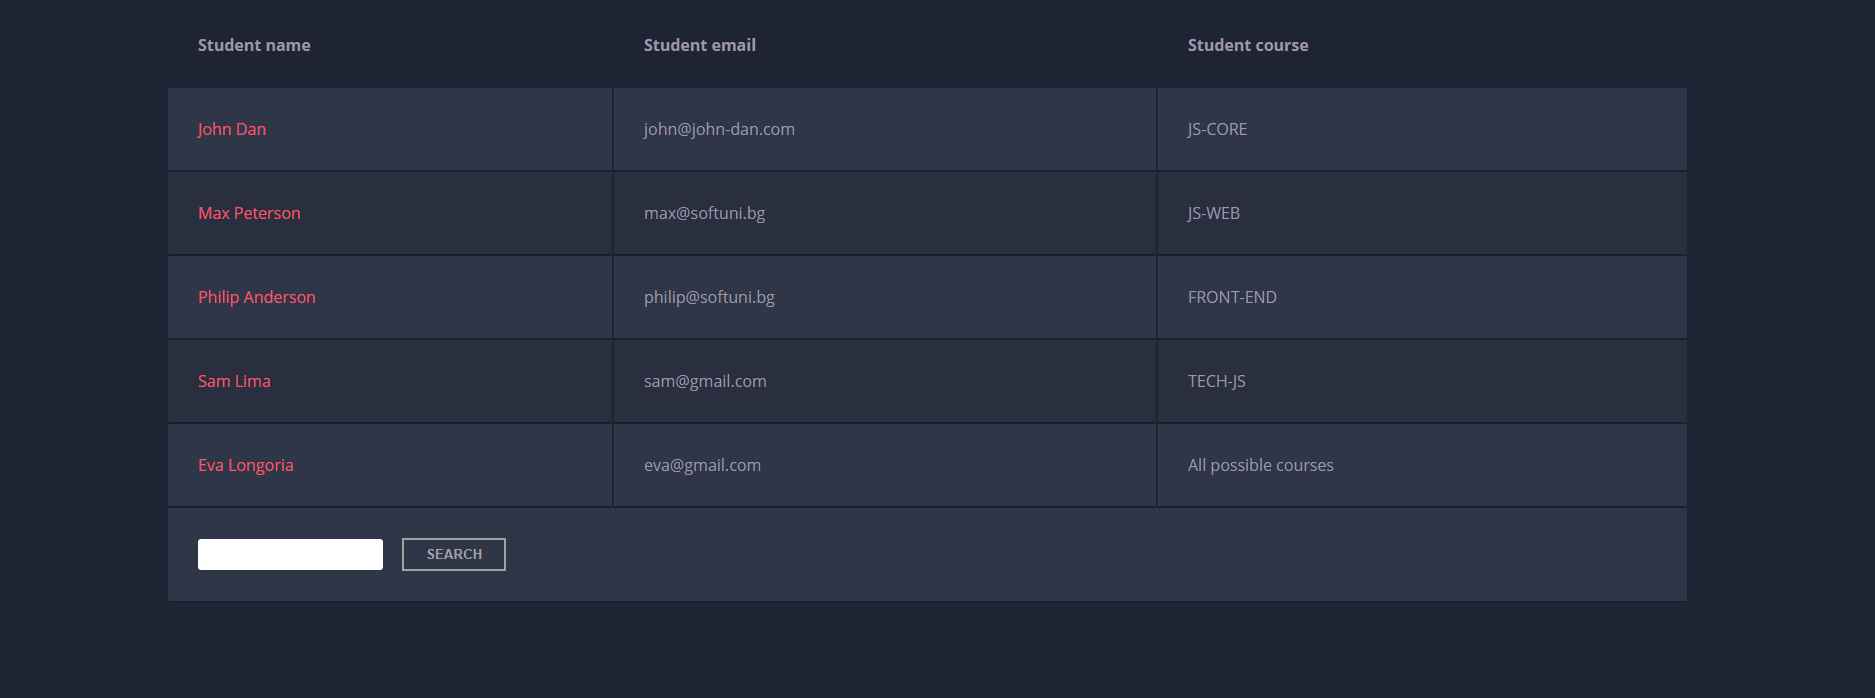 Student name Student email Student course
John Dan john@john-dan.com JS-CORE
Max Peterson max@softuni.bg JS-WEB
Philip Anderson philip@softuni.bg FRONT-END
Sam Lima sam@gmail.com TECH-JS
Eva Longoria eva@gmail.com All possible courses
SEARCH